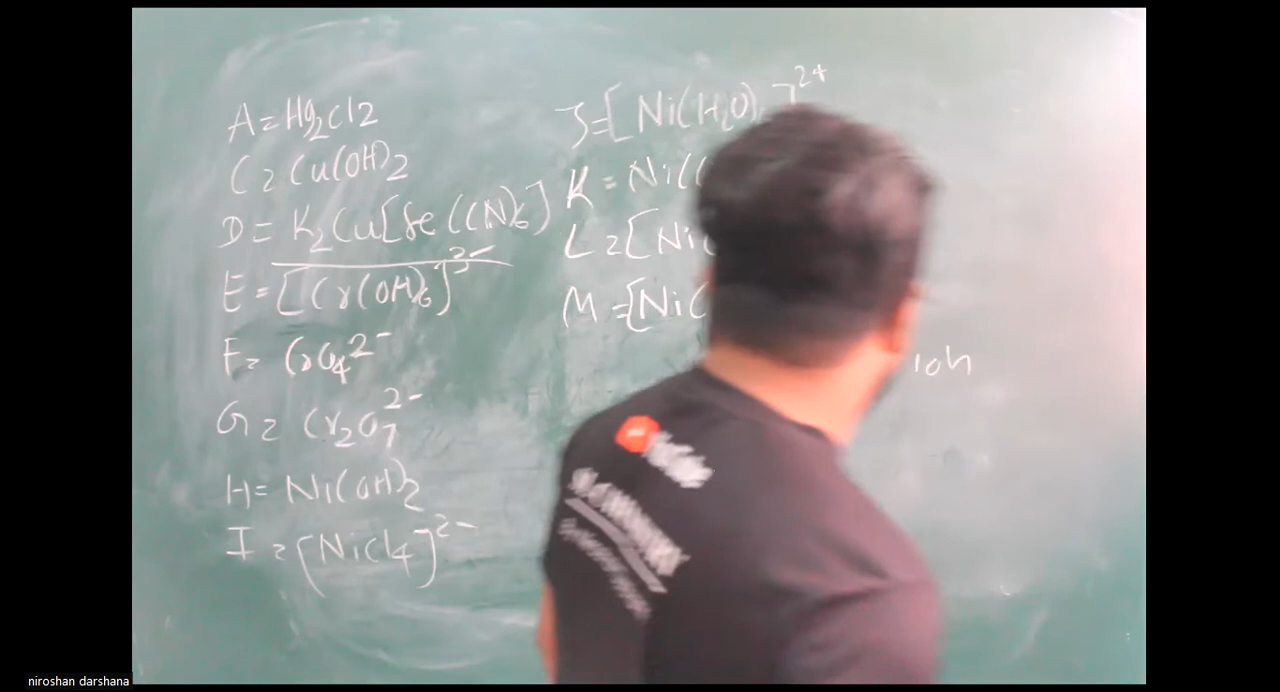 A=Hg2Cl2
C=Cu(OH)2
D=K2Cu[Fe(CN)6]
E=[Cr(OH)6]3-
F=CrO4 2-
G=Cr2O7 2-
H=Ni(OH)2
I=[NiCl4]2-
J=[Ni(H2O) ]2+
K=Ni(
L=[Ni(
M=[Ni(
niroshan darshana